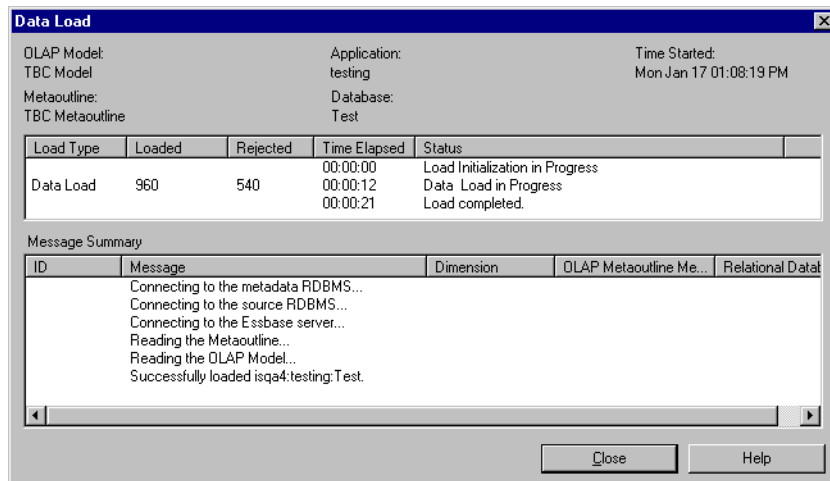 Data Load
OLAP Model: Application: Time Started:
TBC Model testing Mon Jan 17 01:08:19 PM
Metaoutline: Database:
TBC Metaoutline Test
Load Type Loaded Rejected Time Elapsed Status
00:00:00 Load Initialization in Progress
Data Load 960 540 00:00:12 Data Load in Progress
00:00:21 Load completed.
Message Summary
ID Message Dimension OLAP Metaoutline Me... Relational Datab
Connecting to the metadata RDBMS...
Connecting to the source RDBMS...
Connecting to the Essbase server...
Reading the Metaoutline...
Reading the OLAP Model...
Successfully loaded isqa4:testing:Test.
Close Help